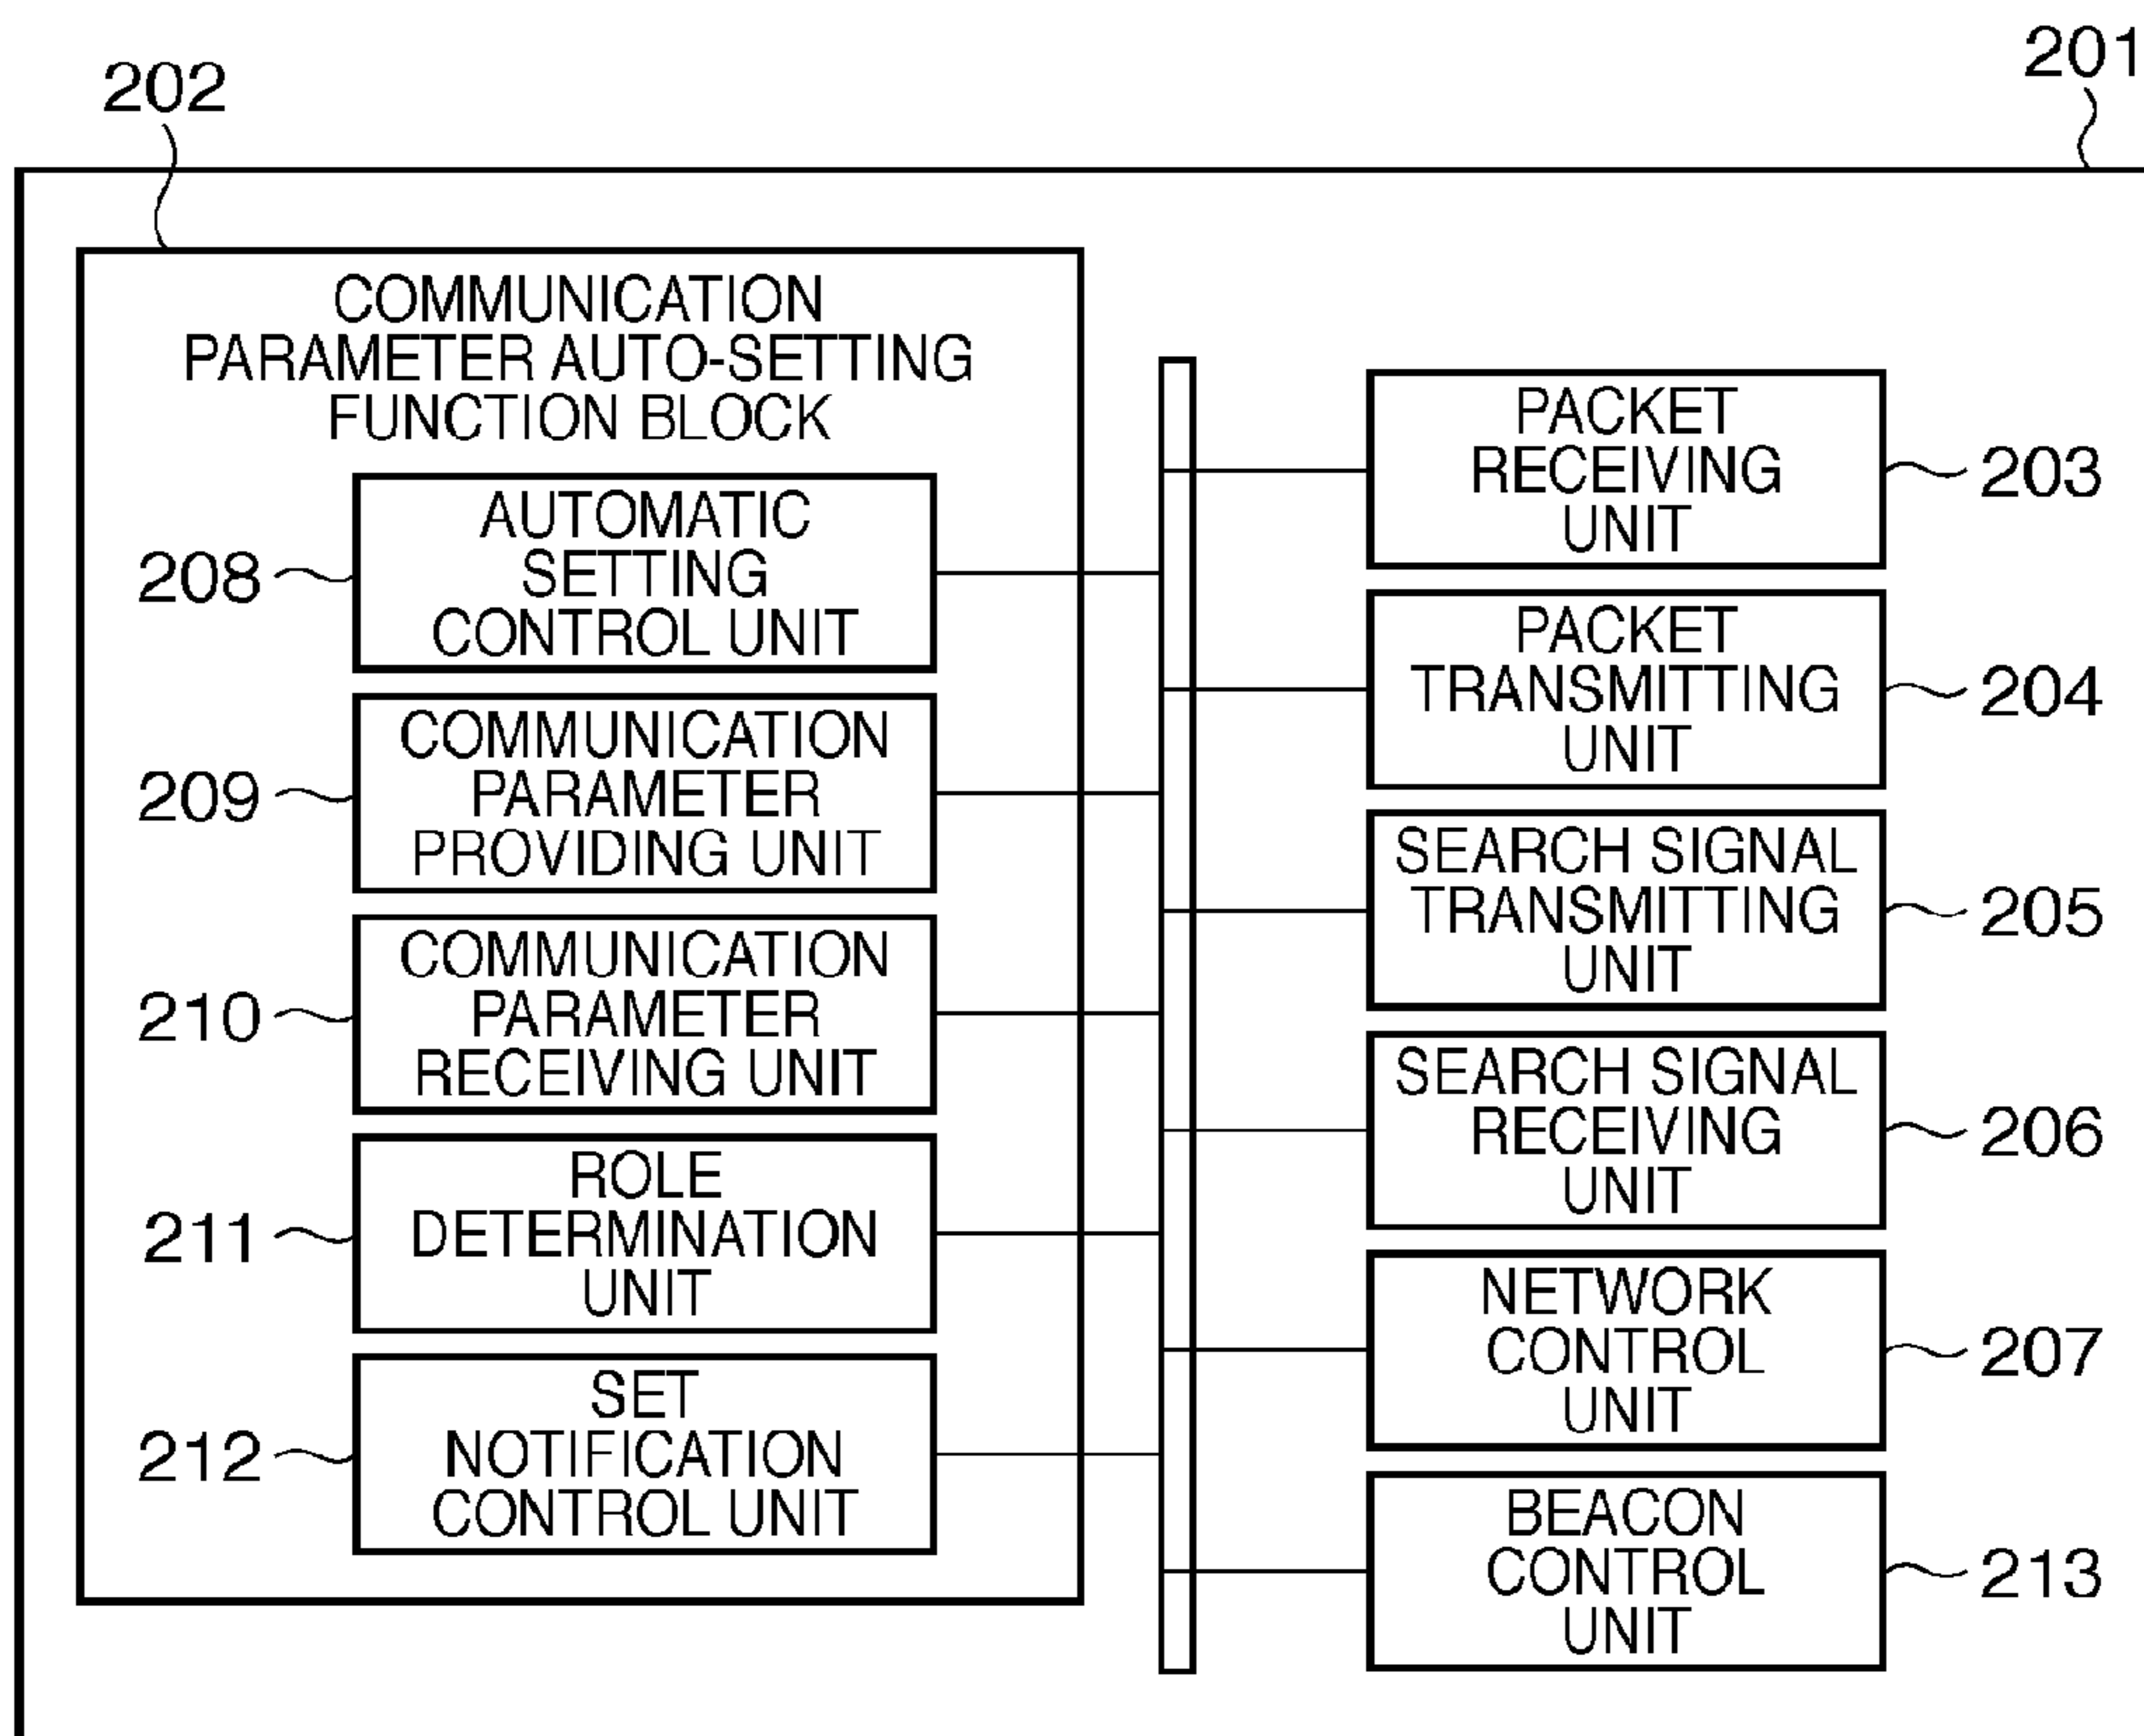 202
201
COMMUNICATION
PARAMETER AUTO-SETTING
FUNCTION BLOCK
208
AUTOMATIC
SETTING
CONTROL UNIT
209
COMMUNICATION
PARAMETER
PROVIDING UNIT
210
COMMUNICATION
PARAMETER
RECEIVING UNIT
211
ROLE
DETERMINATION
UNIT
212
SET
NOTIFICATION
CONTROL UNIT
PACKET
RECEIVING
UNIT
203
PACKET
TRANSMITTING
UNIT
204
SEARCH SIGNAL
TRANSMITTING
UNIT
205
SEARCH SIGNAL
RECEIVING
UNIT
206
NETWORK
CONTROL
UNIT
207
BEACON
CONTROL
UNIT
213